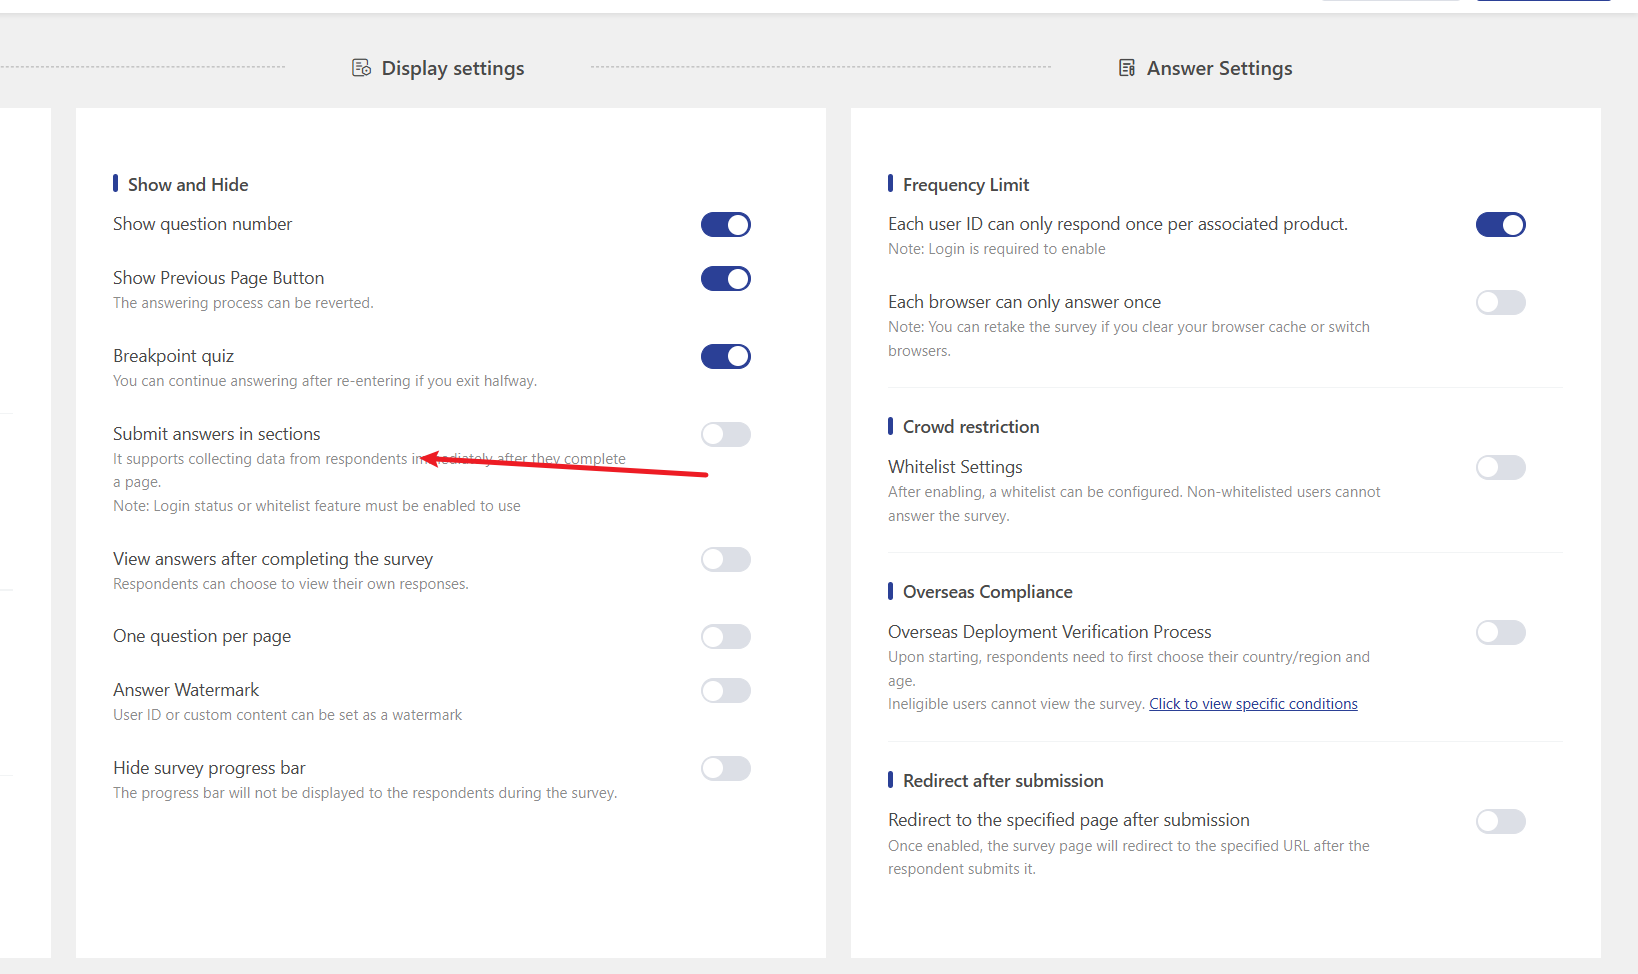 Display settings
Answer Settings
Show and Hide
Show question number
Show Previous Page Button
The answering process can be reverted.
Breakpoint quiz
You can continue answering after re-entering if you exit halfway.
Submit answers in sections
It supports collecting data from respondents immediately after they complete
a page.
Note: Login status or whitelist feature must be enabled to use
View answers after completing the survey
Respondents can choose to view their own responses.
One question per page
Answer Watermark
User ID or custom content can be set as a watermark
Hide survey progress bar
The progress bar will not be displayed to the respondents during the survey.
Frequency Limit
Each user ID can only respond once per associated product.
Note: Login is required to enable
Each browser can only answer once
Note: You can retake the survey if you clear your browser cache or switch
browsers.
Crowd restriction
Whitelist Settings
After enabling, a whitelist can be configured. Non-whitelisted users cannot
answer the survey.
Overseas Compliance
Overseas Deployment Verification Process
Upon starting, respondents need to first choose their country/region and
age.
Ineligible users cannot view the survey. Click to view specific conditions
Redirect after submission
Redirect to the specified page after submission
Once enabled, the survey page will redirect to the specified URL after the
respondent submits it.